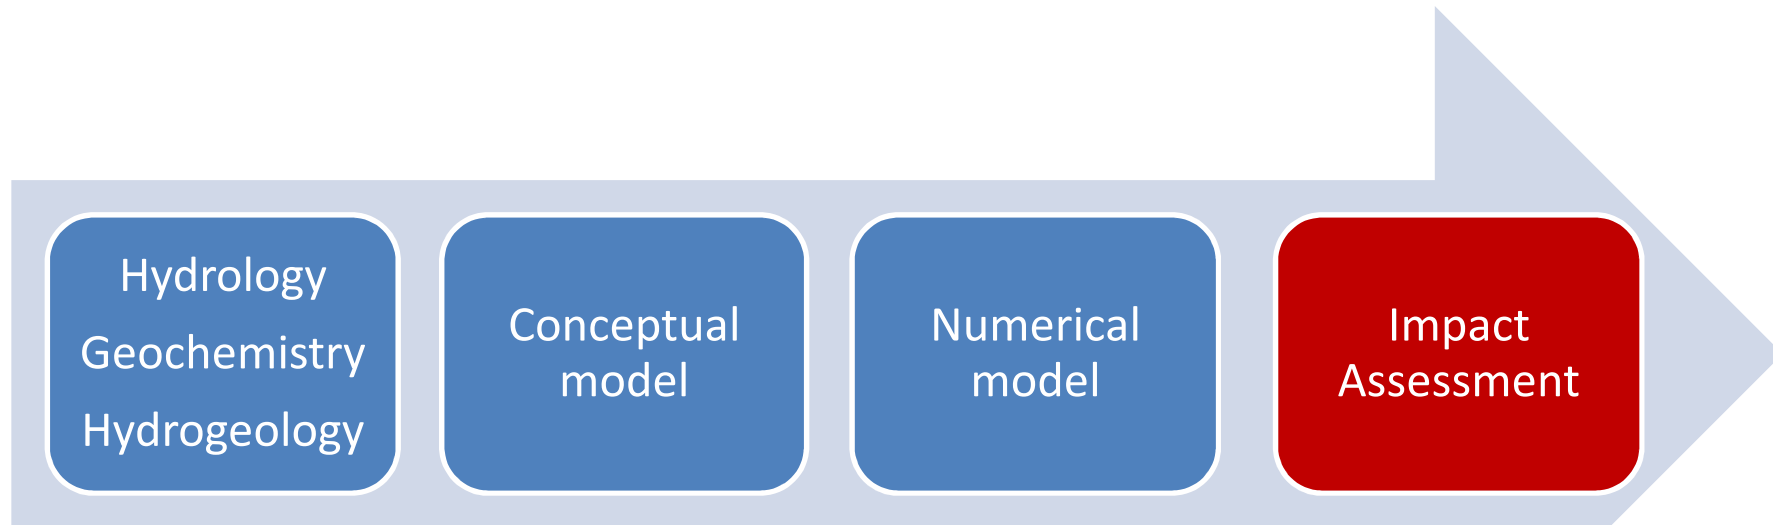 Hydrology
Geochemistry
Hydrogeology
Conceptual
model
Numerical
model
Impact
Assessment